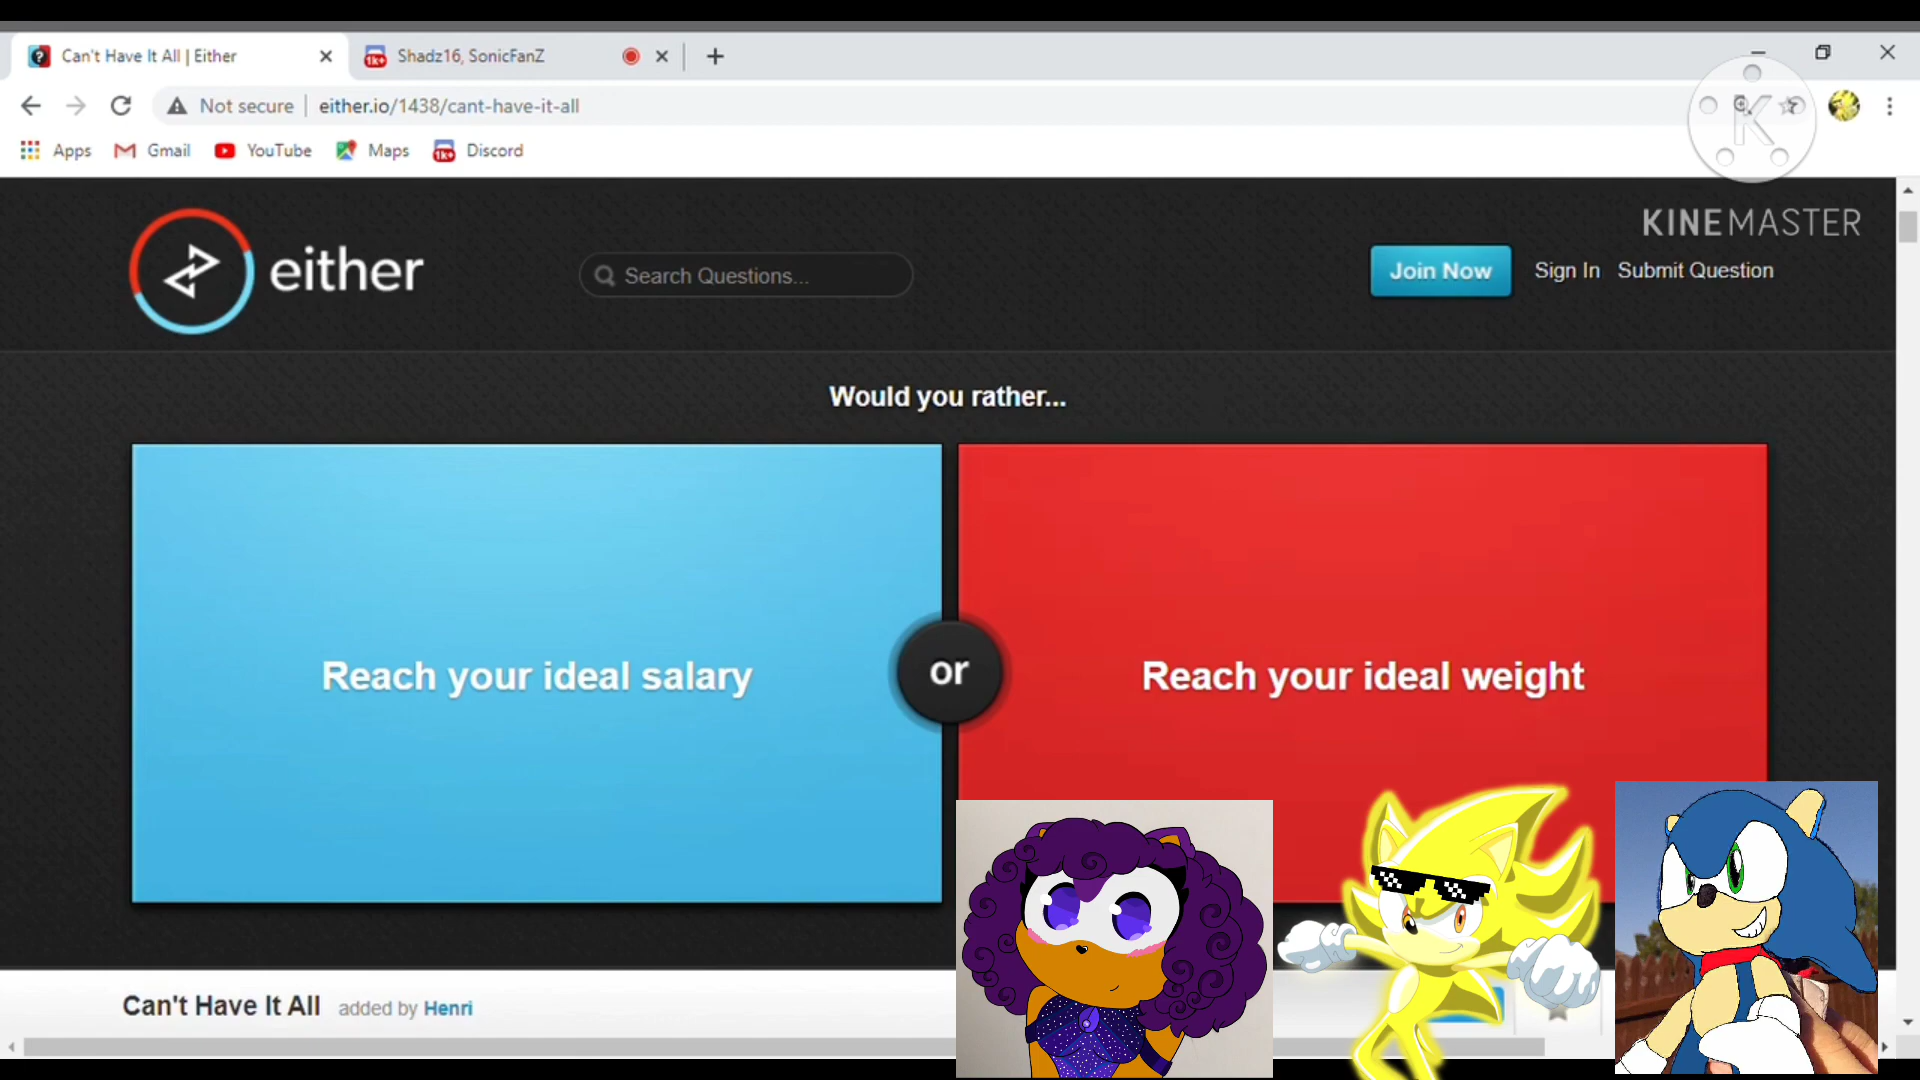 Can't Have It All | Either
Shadz16, SonicFanZ
Not secure | either.io/1438/cant-have-it-all
Apps Gmail YouTube 1k+ Maps Discord
K
KINEMASTER
either
Search Questions...
Join Now Sign In Submit Question
Would you rather...
Reach your ideal salary
or
Reach your ideal weight
Can't Have It All added by Henri